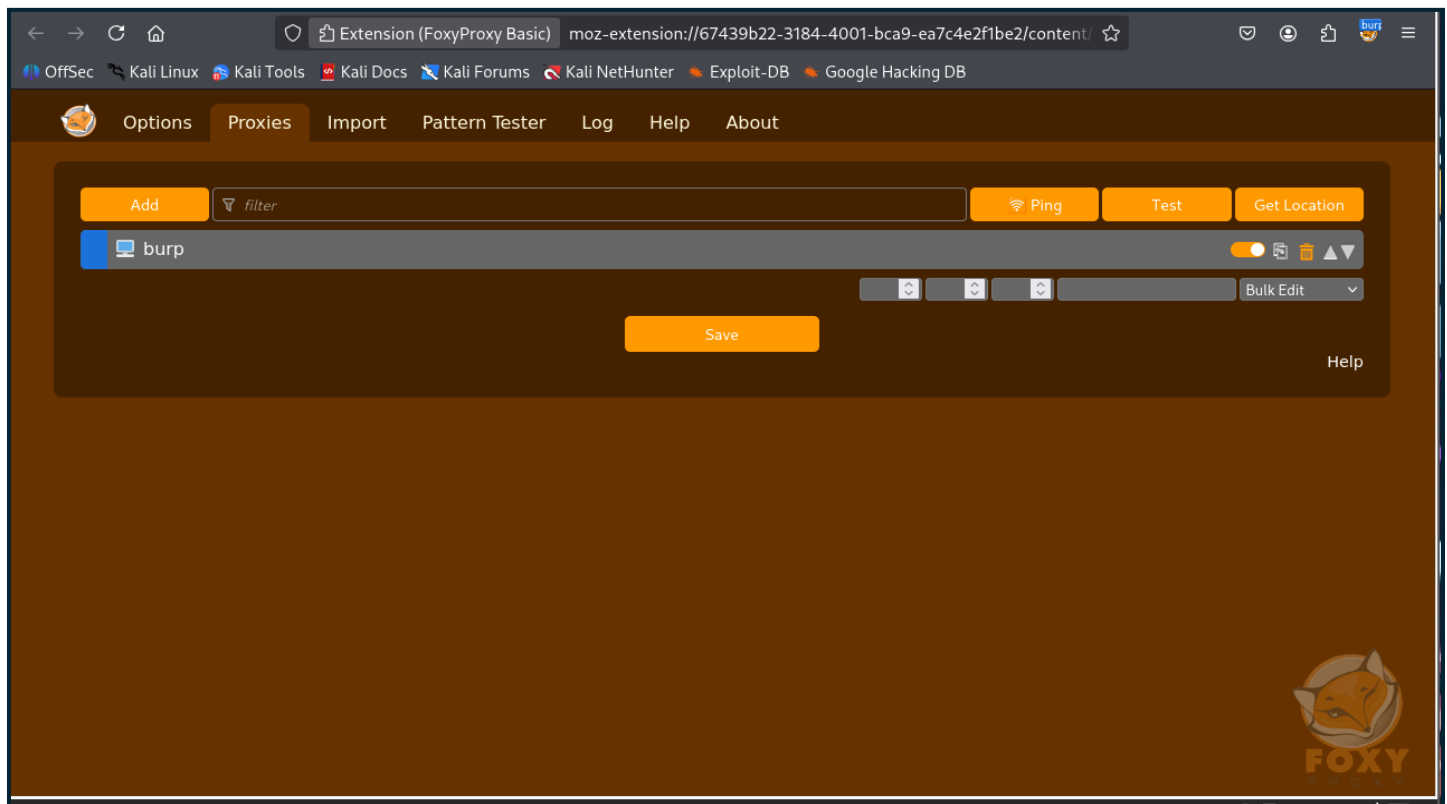 Extension (FoxyProxy Basic) moz-extension://67439b22-3184-4001-bca9-ea7c4e2f1be2/content/ burp
OffSec Kali Linux Kali Tools Kali Docs Kali Forums Kali NetHunter Exploit-DB Google Hacking DB
Options Proxies Import Pattern Tester Log Help About
Add filter Ping Test Get Location
burp
Bulk Edit
Save
Help
FOXY
PROXY